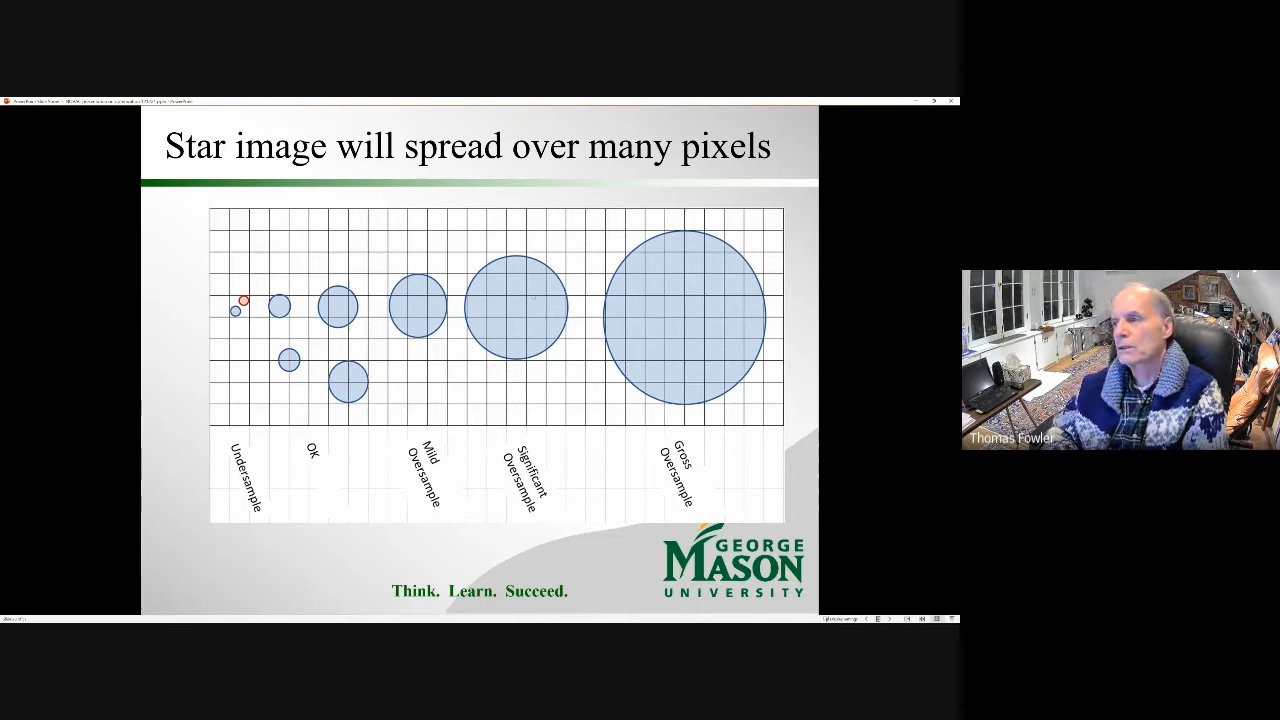 Star image will spread over many pixels
Undersample
OK
Mild
Oversample
Significant
Oversample
Gross
Oversample
Think. Learn. Succeed.
GEORGE
MASON
UNIVERSITY
Thomas Fowler